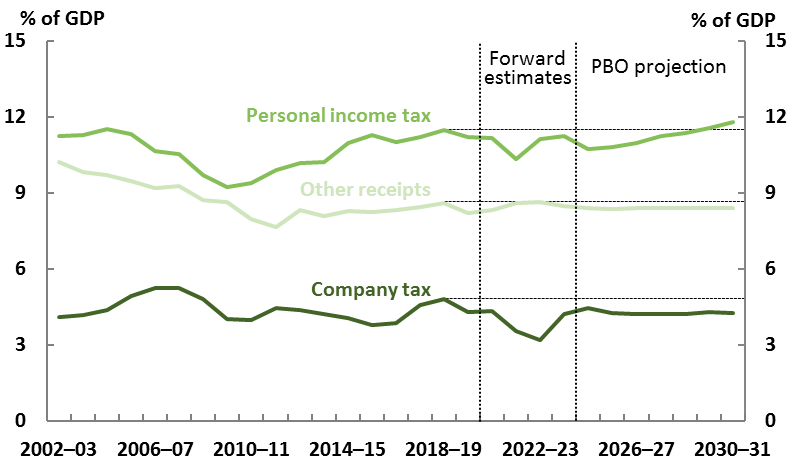 % of GDP
% of GDP
15
15
Forward
estimates
PBO projection
12
12
Personal income tax
9
9
Other receipts
6
6
Company tax
3
3
0
0
2002–03
2006–07
2010–11
2014–15
2018–19
2022–23
2026–27
2030–31